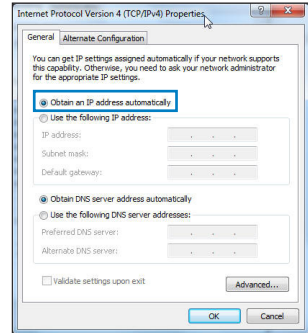 Internet Protocol Version 4 (TCP/IPv4) Properties
General
Alternate Configuration
You can get IP settings assigned automatically if your network supports
this capability. Otherwise, you need to ask your network administrator
for the appropriate IP settings.
Obtain an IP address automatically
Use the following IP address:
IP address:
Subnet mask:
Default gateway:
Obtain DNS server address automatically
Use the following DNS server addresses:
Preferred DNS server:
Alternate DNS server:
Validate settings upon exit
Advanced...
OK
Cancel